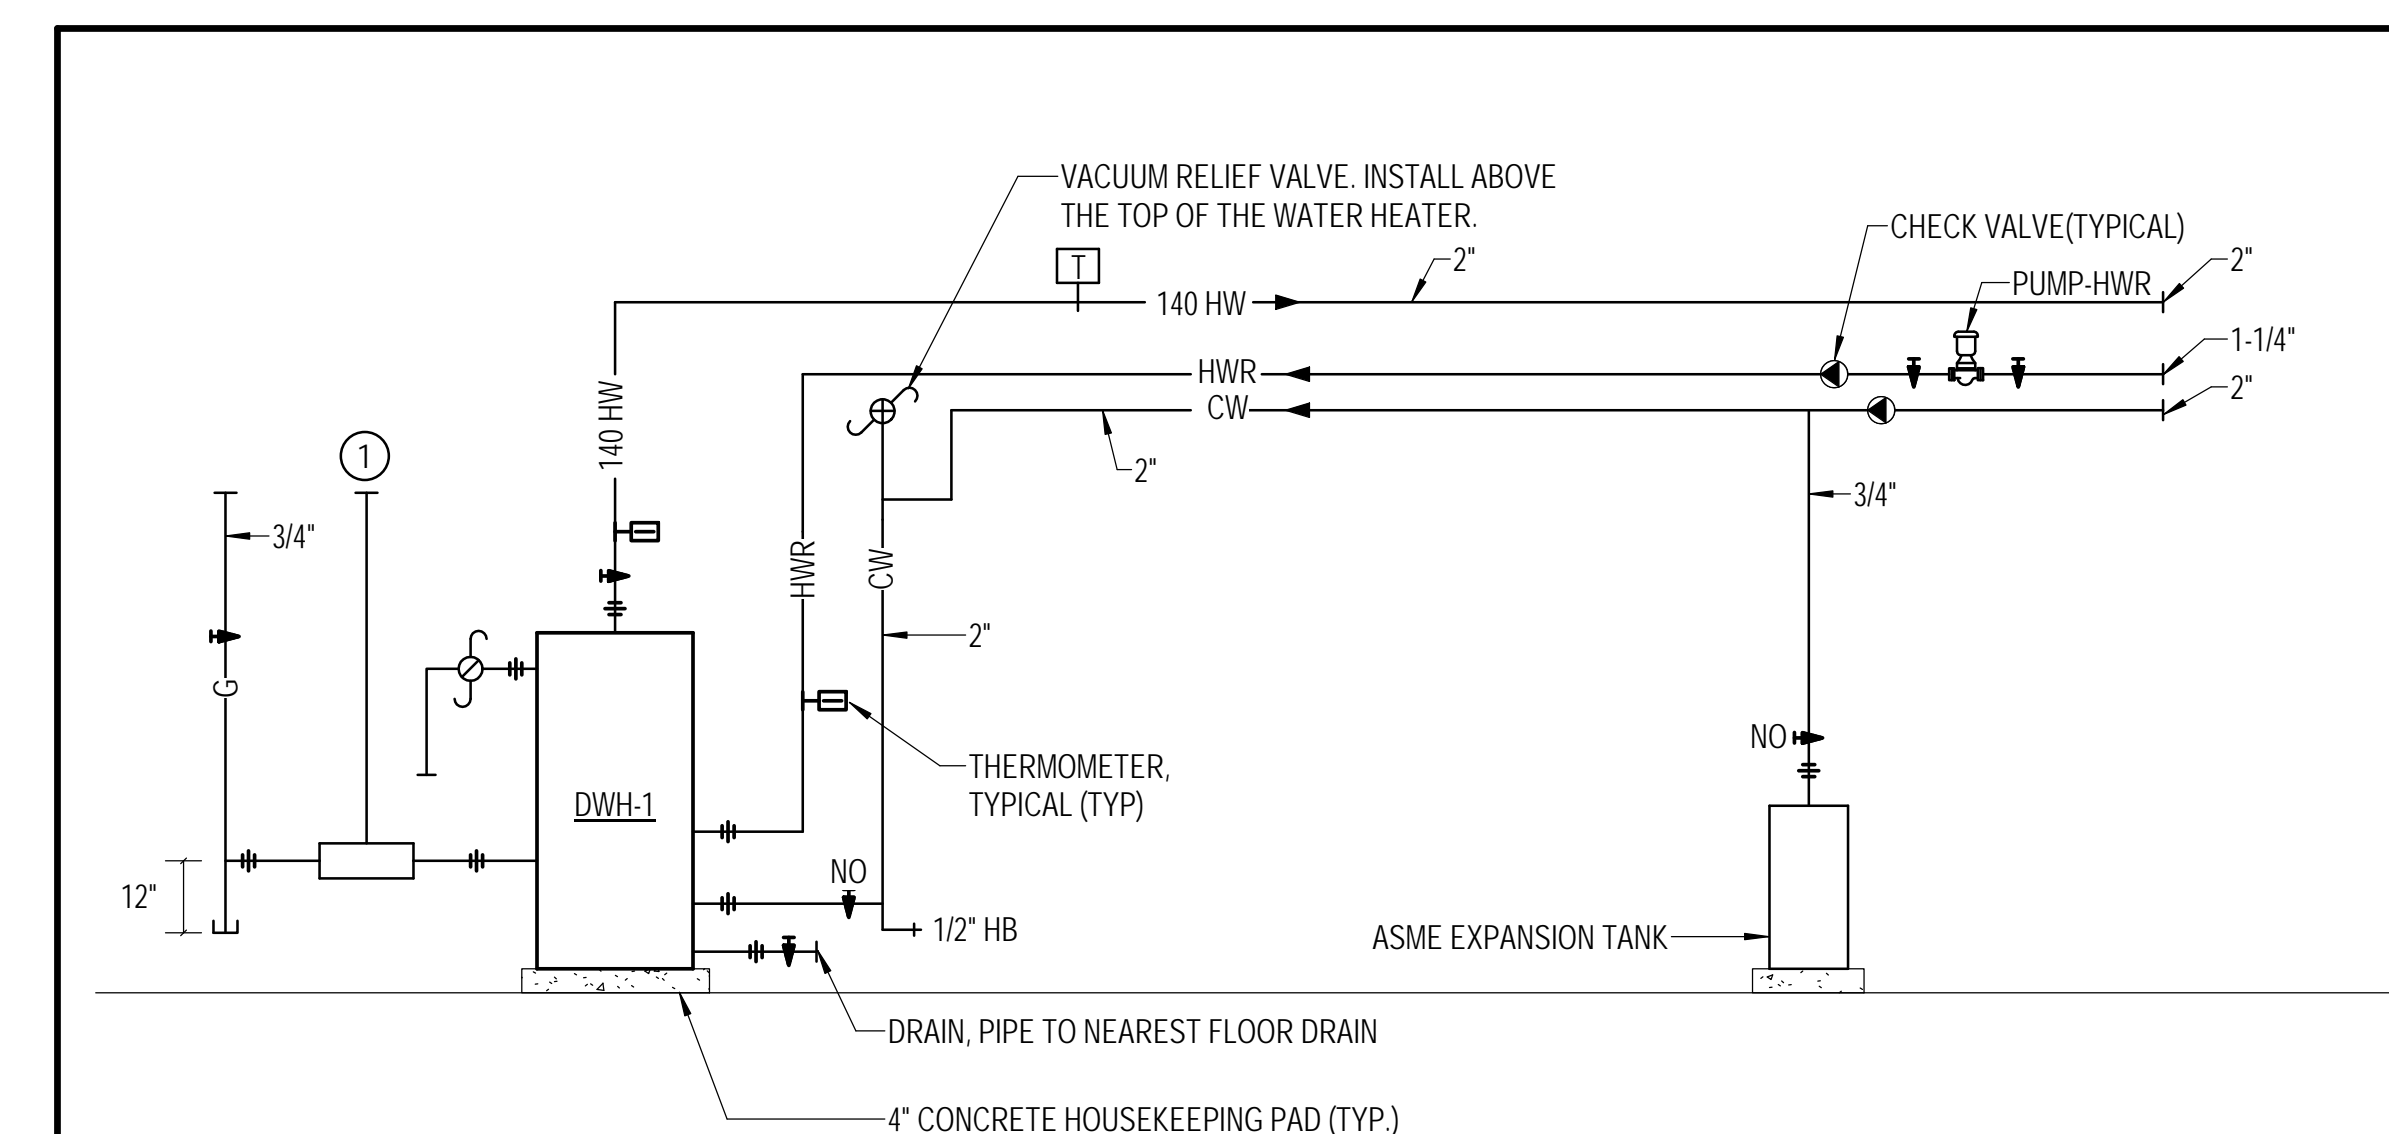 VACUUM RELIEF VALVE. INSTALL ABOVE
THE TOP OF THE WATER HEATER.
CHECK VALVE(TYPICAL)
T
2"
2"
PUMP-HWR
140 HW
1-1/4"
HWR
2"
CW
140 HW
1
2"
3/4"
3/4"
HWR
CW
2"
G
NO
THERMOMETER,
TYPICAL (TYP)
DWH-1
NO
12"
1/2" HB
ASME EXPANSION TANK
DRAIN, PIPE TO NEAREST FLOOR DRAIN
4" CONCRETE HOUSEKEEPING PAD (TYP.)